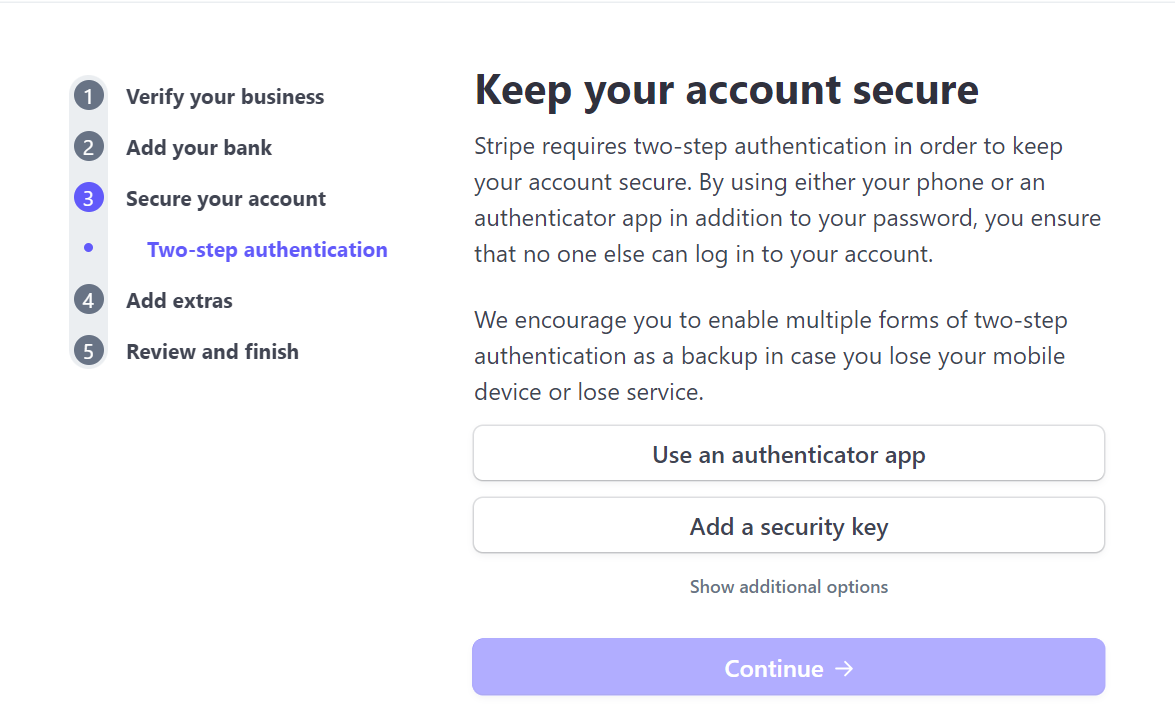 1 Verify your business
2 Add your bank
3 Secure your account
Two-step authentication
4 Add extras
5 Review and finish
Keep your account secure
Stripe requires two-step authentication in order to keep
your account secure. By using either your phone or an
authenticator app in addition to your password, you ensure
that no one else can log in to your account.
We encourage you to enable multiple forms of two-step
authentication as a backup in case you lose your mobile
device or lose service.
Use an authenticator app
Add a security key
Show additional options
Continue →